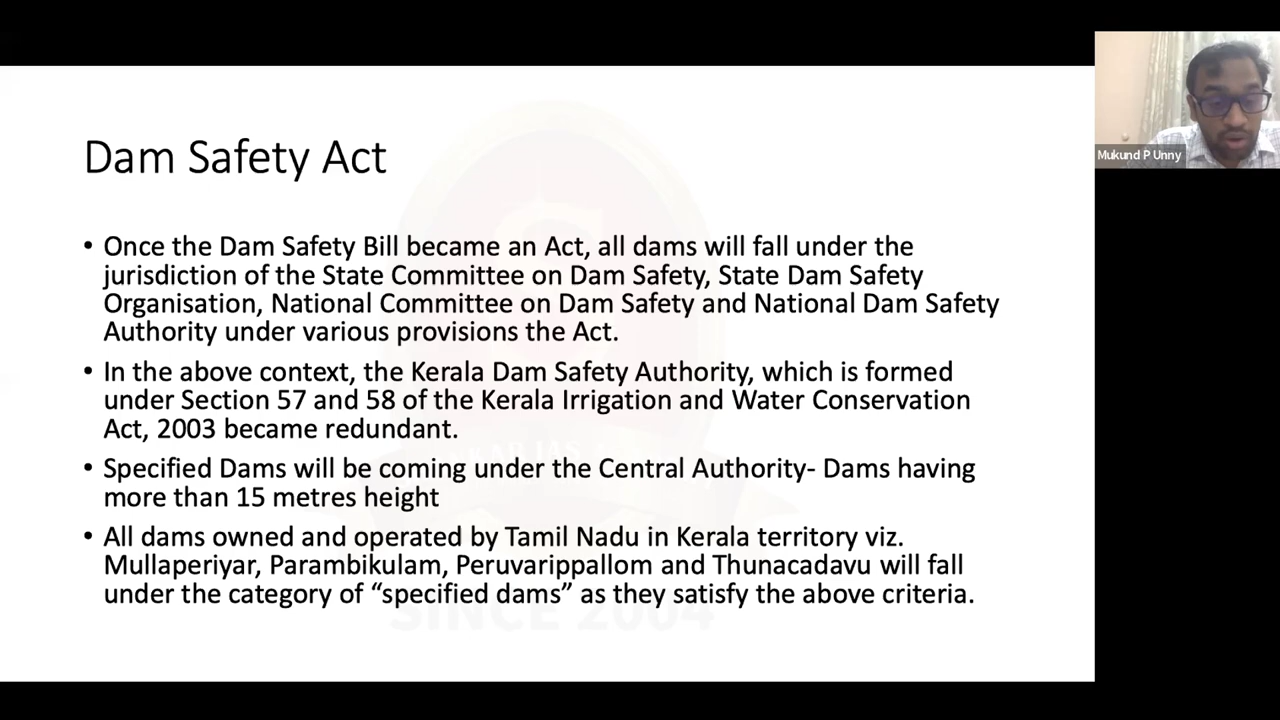 Dam Safety Act
• Once the Dam Safety Bill became an Act, all dams will fall under the
jurisdiction of the State Committee on Dam Safety, State Dam Safety
Organisation, National Committee on Dam Safety and National Dam Safety
Authority under various provisions the Act.
• In the above context, the Kerala Dam Safety Authority, which is formed
under Section 57 and 58 of the Kerala Irrigation and Water Conservation
Act, 2003 became redundant.
• Specified Dams will be coming under the Central Authority- Dams having
more than 15 metres height
• All dams owned and operated by Tamil Nadu in Kerala territory viz.
Mullaperiyar, Parambikulam, Peruvarippallom and Thunacadavu will fall
under the category of “specified dams” as they satisfy the above criteria.
SINCE 2004
Mukund P Unny